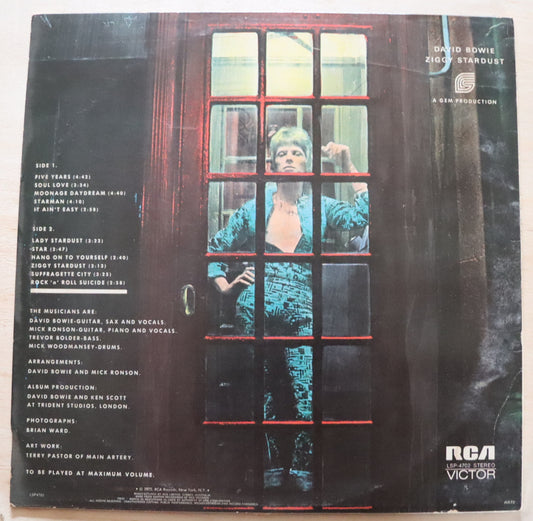 DAVID BOWIE
ZIGGY STARDUST
G
A GEM PRODUCTION
SIDE 1.
FIVE YEARS (4:42)
SOUL LOVE (3:34)
MOONAGE DAYDREAM (4:40)
STARMAN (4:10)
IT AIN'T EASY (2:58)
SIDE 2.
LADY STARDUST (3:22)
STAR (2:47)
HANG ON TO YOURSELF (2:40)
ZIGGY STARDUST (3:13)
SUFFRAGETTE CITY (3:25)
ROCK 'n' ROLL SUICIDE (2:58)
THE MUSICIANS ARE:
DAVID BOWIE-GUITAR, SAX AND VOCALS.
MICK RONSON-GUITAR, PIANO AND VOCALS.
TREVOR BOLDER-BASS.
MICK WOODMANSEY-DRUMS.
ARRANGEMENTS:
DAVID BOWIE AND MICK RONSON.
ALBUM PRODUCTION:
DAVID BOWIE AND KEN SCOTT
AT TRIDENT STUDIOS, LONDON.
PHOTOGRAPHS:
BRIAN WARD.
ART WORK:
TERRY PASTOR OF MAIN ARTERY.
TO BE PLAYED AT MAXIMUM VOLUME.
RCA
LSP-4702 STEREO
VICTOR
RCA Records, New York, N.Y.